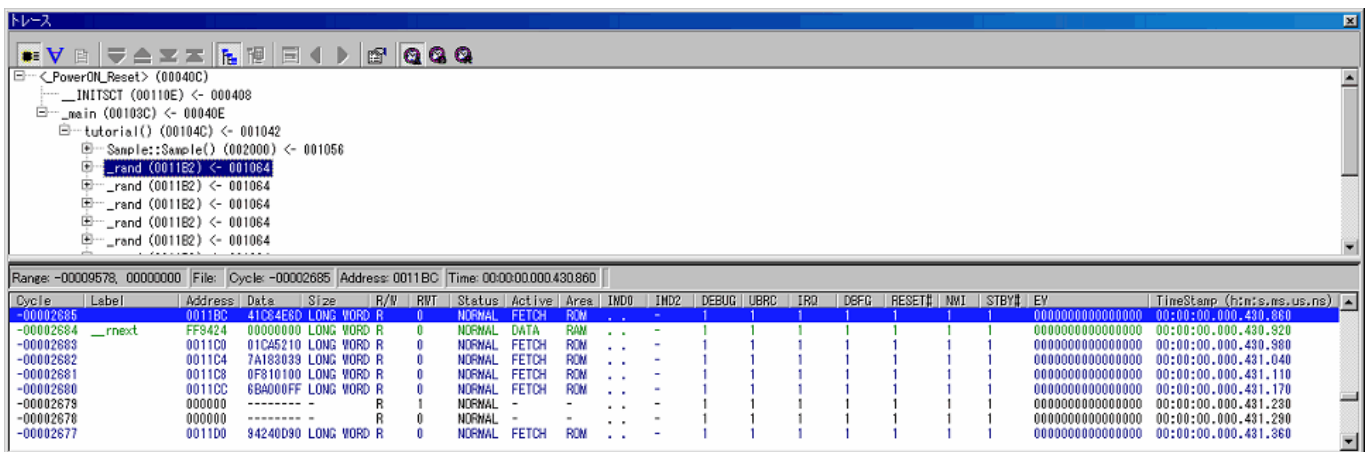 トレース
<_PowerON_Reset> (00040C)
__INITSCT (00110E) <- 000408
_main (00103C) <- 00040E
tutorial() (00104C) <- 001042
Sample::Sample() (002000) <- 001056
_rand (0011B2) <- 001064
_rand (0011B2) <- 001064
_rand (0011B2) <- 001064
_rand (0011B2) <- 001064
_rand (0011B2) <- 001064
Range: -00009578, 00000000 File: Cycle: -00002685 Address: 0011BC Time: 00:00:00.000.430.860
Cycle Label Address Data Size R/W RWT Status Active Area IND0 IND2 DEBUG UBRC IRQ DBFG RESET# NMI STBY# EV TimeStamp (h:m:s.ms.us.ns)
-00002685 0011BC 41C64E6D LONG WORD R 0 NORMAL FETCH ROM . . - 1 1 1 1 1 1 1 0000000000000000 00:00:00.000.430.860
-00002684 __rnext FF9424 00000000 LONG WORD R 0 NORMAL DATA RAM . . - 1 1 1 1 1 1 1 0000000000000000 00:00:00.000.430.920
-00002683 0011C0 01CA5210 LONG WORD R 0 NORMAL FETCH ROM . . - 1 1 1 1 1 1 1 0000000000000000 00:00:00.000.430.980
-00002682 0011C4 7A183039 LONG WORD R 0 NORMAL FETCH ROM . . - 1 1 1 1 1 1 1 0000000000000000 00:00:00.000.431.040
-00002681 0011C8 0F810100 LONG WORD R 0 NORMAL FETCH ROM . . - 1 1 1 1 1 1 1 0000000000000000 00:00:00.000.431.110
-00002680 0011CC 6BA000FF LONG WORD R 0 NORMAL FETCH ROM . . - 1 1 1 1 1 1 1 0000000000000000 00:00:00.000.431.170
-00002679 000000 -------- - R 1 NORMAL - - . . - 1 1 1 1 1 1 1 0000000000000000 00:00:00.000.431.230
-00002678 000000 -------- - R 0 NORMAL - - . . - 1 1 1 1 1 1 1 0000000000000000 00:00:00.000.431.290
-00002677 0011D0 94240D90 LONG WORD R 0 NORMAL FETCH ROM . . - 1 1 1 1 1 1 1 0000000000000000 00:00:00.000.431.360